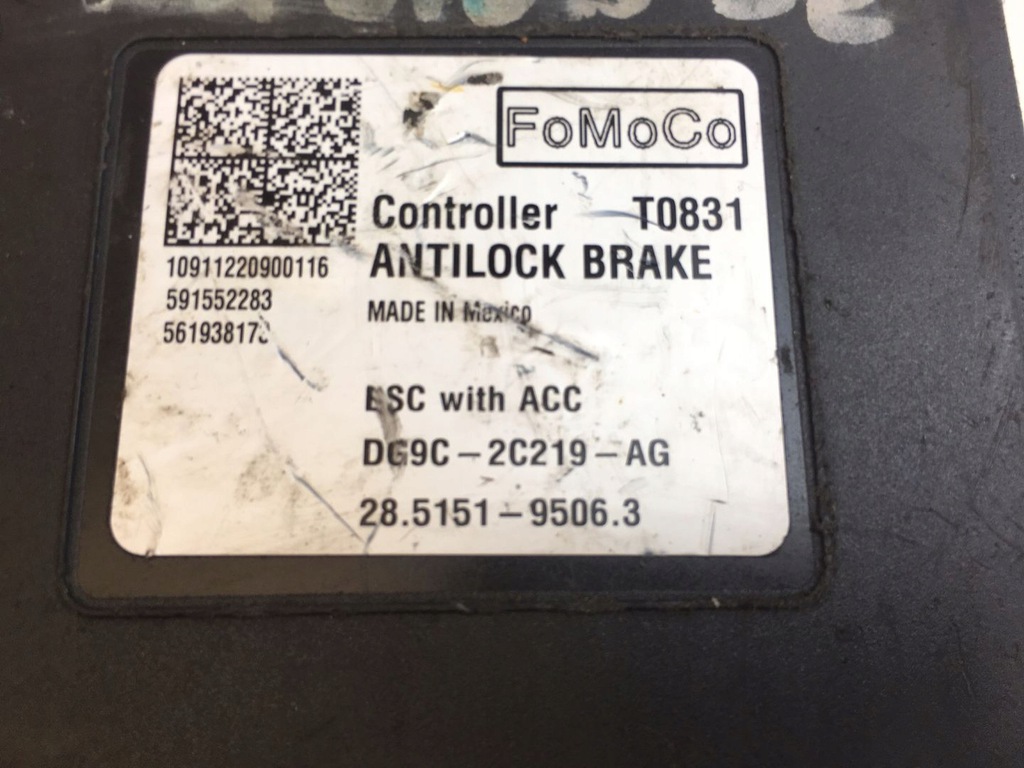 FoMoCo
Controller T0831
ANTILOCK BRAKE
10911220900116
591552283
MADE IN Mexico
ESC with ACC
DG9C-2C219-AG
28.5151-9506.3